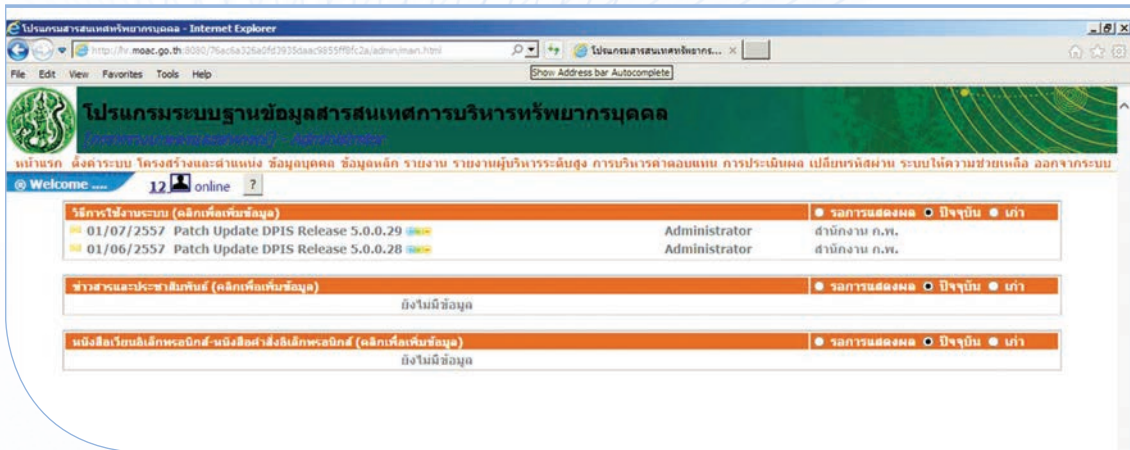 โปรแกรมสารสนเทศทรัพยากรบุคคล - Internet Explorer
http://hr.moac.go.th:8080/76ac6a326a0fd3935daac9855ff8fc2a/admin/main.html โปรแกรมสารสนเทศทรัพยากร...
File Edit View Favorites Tools Help Show Address bar Autocomplete
โปรแกรมระบบฐานข้อมูลสารสนเทศการบริหารทรัพยากรบุคคล
หน้าแรก ตั้งค่าระบบ โครงสร้างและตำแหน่ง ข้อมูลบุคคล ข้อมูลหลัก รายงาน รายงานผู้บริหารระดับสูง การบริหารค่าตอบแทน การประเมินผล เปลี่ยนรหัสผ่าน ระบบให้ความช่วยเหลือ ออกจากระบบ
Welcome .... 12 online ?
วิธีการใช้งานระบบ (คลิกเพื่อเพิ่มข้อมูล) รอการแสดงผล ปัจจุบัน เก่า
01/07/2557 Patch Update DPIS Release 5.0.0.29 Administrator สำนักงาน ก.พ.
01/06/2557 Patch Update DPIS Release 5.0.0.28 Administrator สำนักงาน ก.พ.
ข่าวสารและประชาสัมพันธ์ (คลิกเพื่อเพิ่มข้อมูล) รอการแสดงผล ปัจจุบัน เก่า
ยังไม่มีข้อมูล
หนังสือเวียนอิเล็กทรอนิกส์-หนังสือคำสั่งอิเล็กทรอนิกส์ (คลิกเพื่อเพิ่มข้อมูล) รอการแสดงผล ปัจจุบัน เก่า
ยังไม่มีข้อมูล